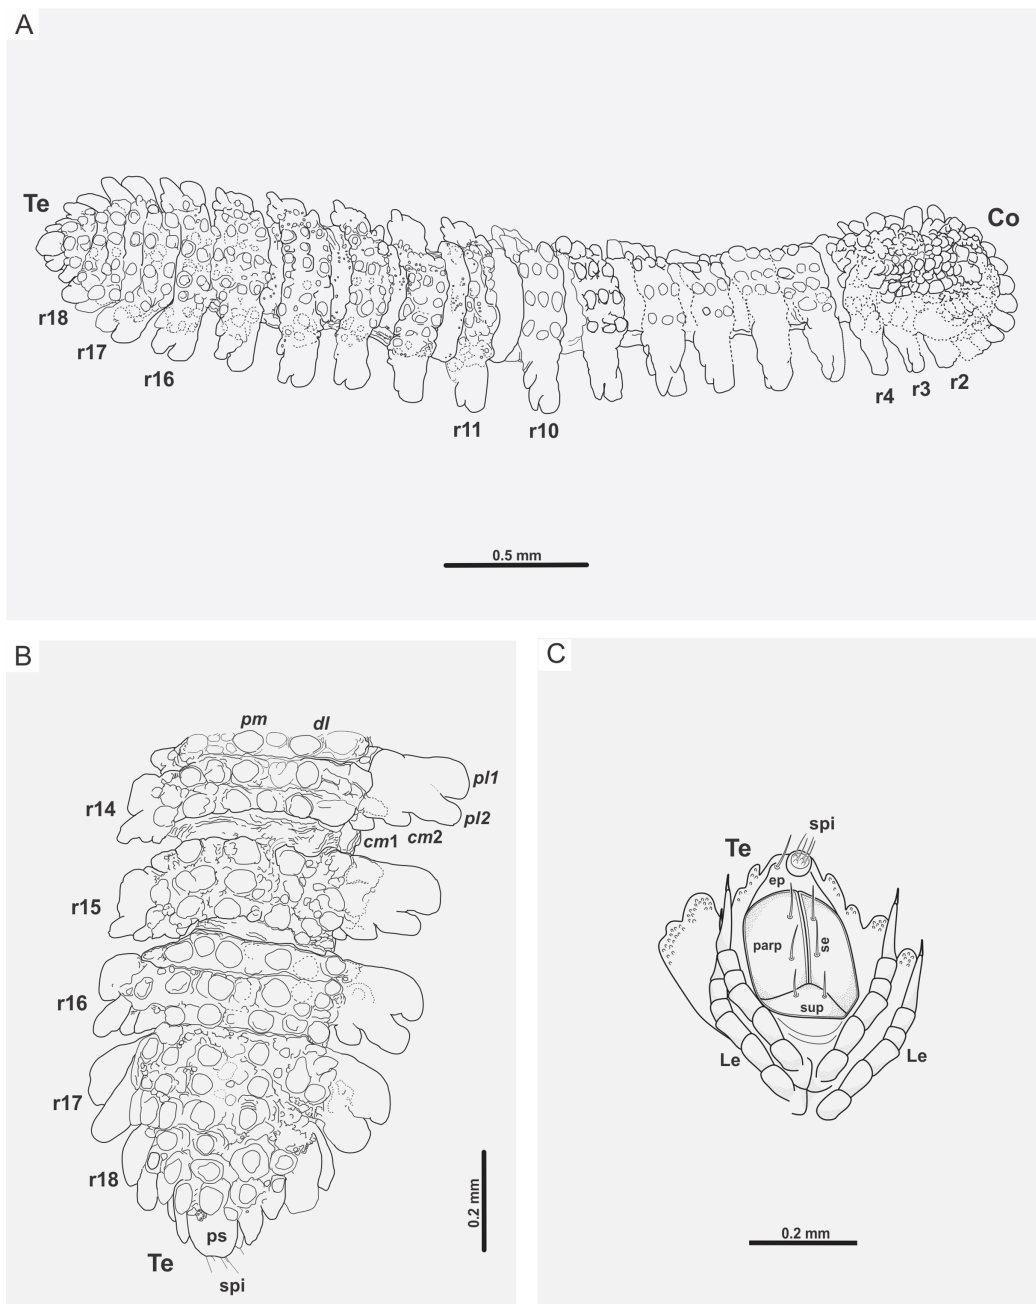 A
Te
Co
r18
r17
r16
r11
r10
r4
r3
r2
0.5 mm
B
pm
dl
pl1
pl2
cm1
cm2
r14
r15
r16
r17
r18
ps
Te
spi
0.2 mm
C
spi
Te
ep
parp
se
sup
Le
Le
0.2 mm